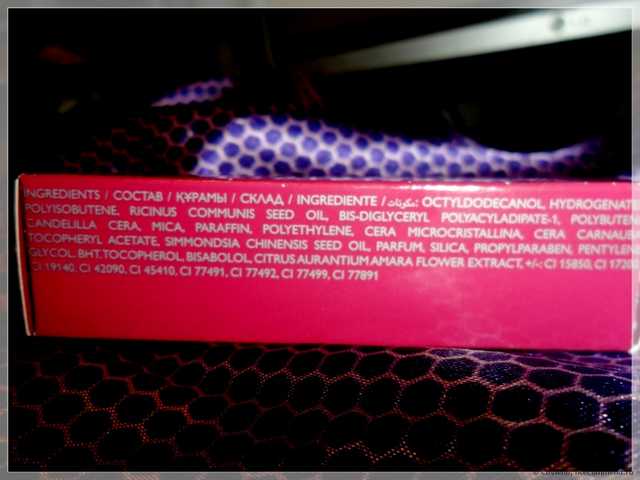 INGREDIENTS / СОСТАВ / ҚҰРАМЫ / СКЛАД / INGREDIENTE / مكونات: OCTYLDODECANOL, HYDROGENAT
POLYISOBUTENE, RICINUS COMMUNIS SEED OIL, BIS-DIGLYCERYL POLYACYLADIPATE-1, POLYBUTEN
CANDELILLA CERA, MICA, PARAFFIN, POLYETHYLENE, CERA MICROCRISTALLINA, CERA CARNAUB
TOCOPHERYL ACETATE, SIMMONDSIA CHINENSIS SEED OIL, PARFUM, SILICA, PROPYLPARABEN, PENTYLEN
GLYCOL, BHT, TOCOPHEROL, BISABOLOL, CITRUS AURANTIUM AMARA FLOWER EXTRACT, +/-: CI 15850, CI 17200
CI 19140, CI 42090, CI 45410, CI 77491, CI 77492, CI 77499, CI 77891